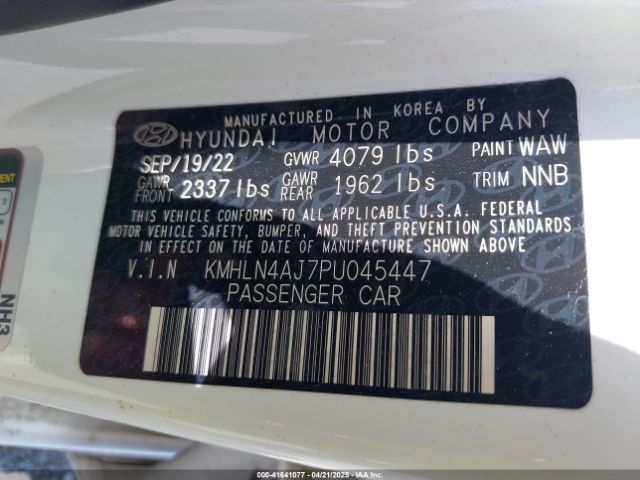 MANUFACTURED IN KOREA BY
HYUNDAI MOTOR COMPANY
SEP/19/22 GVWR 4079 lbs PAINT WAW
GAWR FRONT 2337 lbs GAWR REAR 1962 lbs TRIM NNB
THIS VEHICLE CONFORMS TO ALL APPLICABLE U.S.A. FEDERAL
MOTOR VEHICLE SAFETY, BUMPER, AND THEFT PREVENTION STANDARDS
IN EFFECT ON THE DATE OF MANUFACTURE SHOWN ABOVE.
V.I.N KMHLN4AJ7PU045447
PASSENGER CAR
NH3
000-41641077 - 04/21/2025 - IAAI.COM